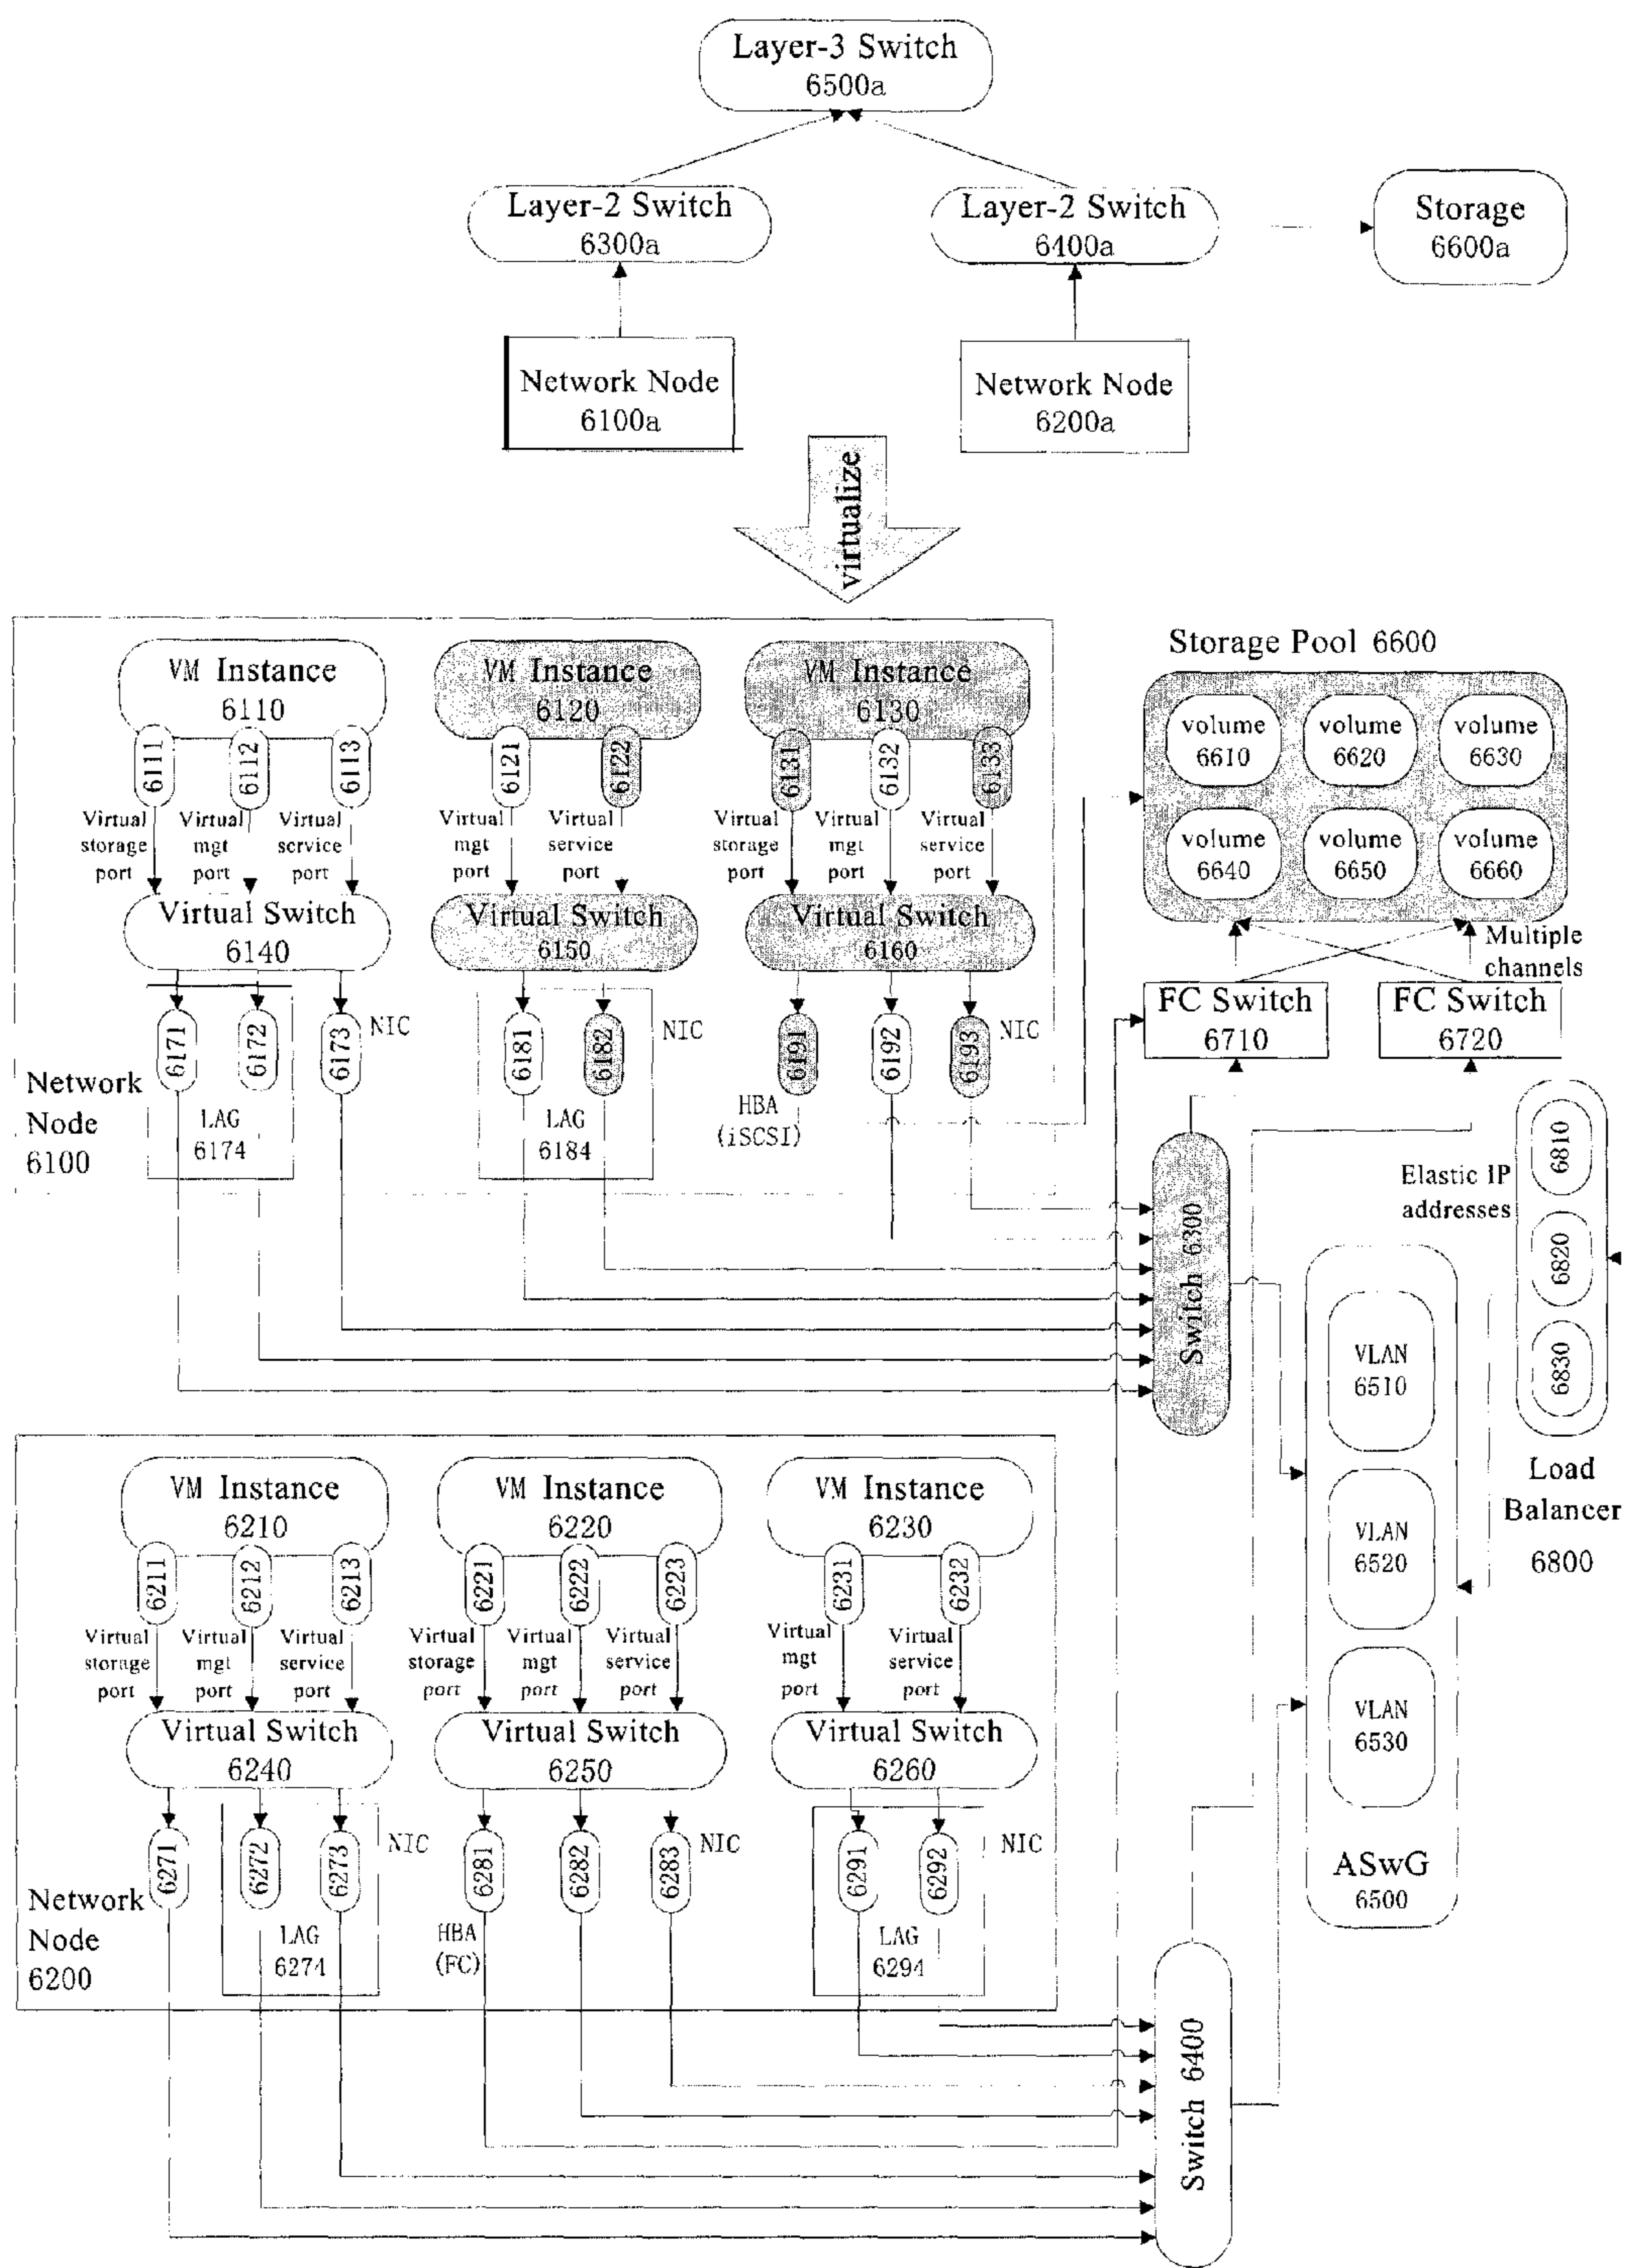 Layer-3 Switch
6500a
Layer-2 Switch
6300a
Layer-2 Switch
6400a
Storage
6600a
Network Node
6100a
Network Node
6200a
virtualize
Storage Pool 6600
volume
6610
volume
6620
volume
6630
volume
6640
volume
6650
volume
6660
Multiple
channels
FC Switch
6710
FC Switch
6720
VM Instance
6110
VM Instance
6120
VM Instance
6130
6111
6112
6113
6121
6122
6131
6132
6133
Virtual
storage
port
Virtual
mgt
port
Virtual
service
port
Virtual
mgt
port
Virtual
service
port
Virtual
storage
port
Virtual
mgt
port
Virtual
service
port
Virtual Switch
6140
Virtual Switch
6150
Virtual Switch
6160
6171
6172
6173
NIC
6181
6182
NIC
6191
6192
6193
NIC
Network
Node
6100
LAG
6174
LAG
6184
HBA
(iSCSI)
Switch 6300
Elastic IP
addresses
6810
6820
6830
Load
Balancer
6800
VLAN
6510
VLAN
6520
VLAN
6530
ASwG
6500
VM Instance
6210
VM Instance
6220
VM Instance
6230
6211
6212
6213
6221
6222
6223
6231
6232
Virtual
storage
port
Virtual
mgt
port
Virtual
service
port
Virtual
storage
port
Virtual
mgt
port
Virtual
service
port
Virtual
mgt
port
Virtual
service
port
Virtual Switch
6240
Virtual Switch
6250
Virtual Switch
6260
6271
6272
6273
NIC
6281
6282
6283
NIC
6291
6292
NIC
Network
Node
6200
LAG
6274
HBA
(FC)
LAG
6294
Switch 6400